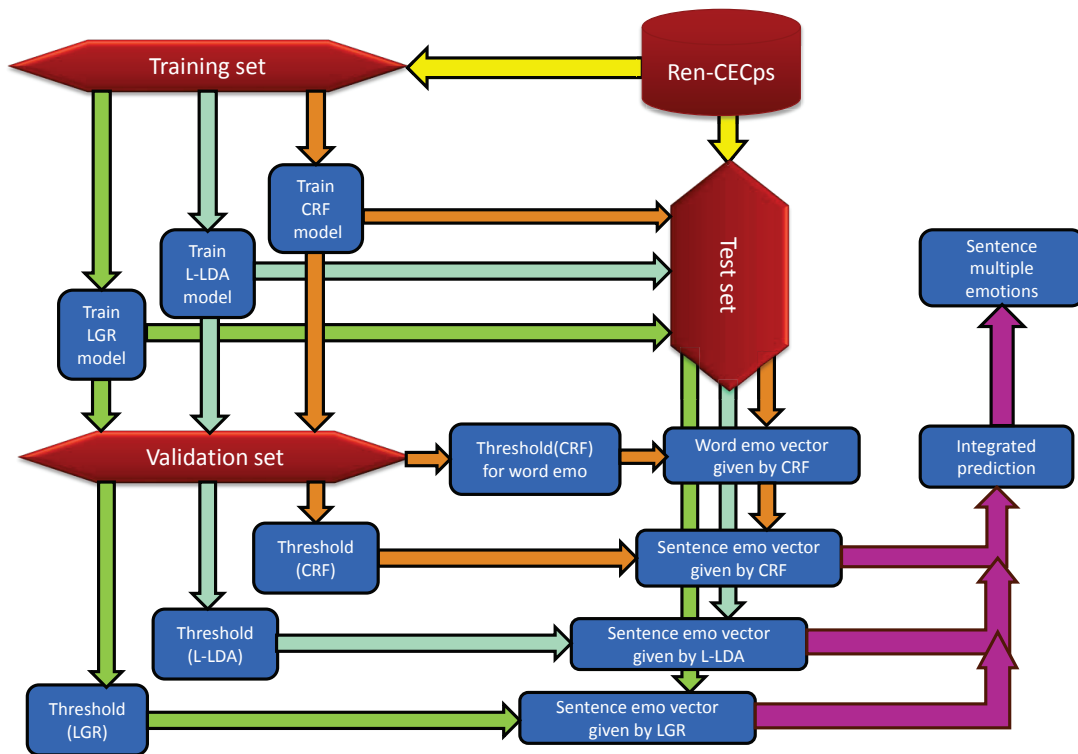 Training set
Ren-CECps
Train
CRF
model
Train
L-LDA
model
Train
LGR
model
Test set
Sentence
multiple
emotions
Validation set
Threshold(CRF)
for word emo
Word emo vector
given by CRF
Integrated
prediction
Threshold
(CRF)
Sentence emo vector
given by CRF
Threshold
(L-LDA)
Sentence emo vector
given by L-LDA
Threshold
(LGR)
Sentence emo vector
given by LGR